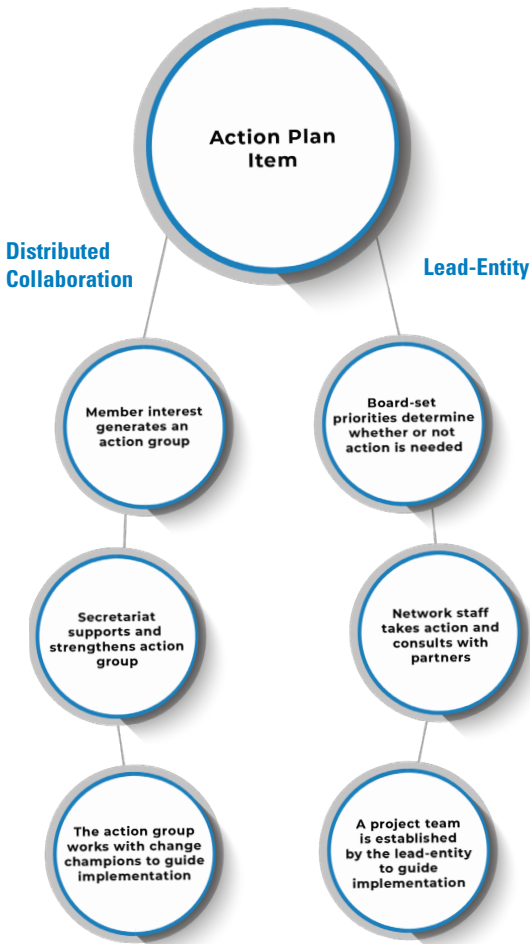 Action Plan
Item
Distributed
Collaboration
Lead-Entity
Member interest
generates an
action group
Board-set
priorities determine
whether or not
action is needed
Secretariat
supports and
strengthens action
group
Network staff
takes action and
consults with
partners
The action group
works with change
champions to guide
implementation
A project team
is established
by the lead-entity
to guide
implementation